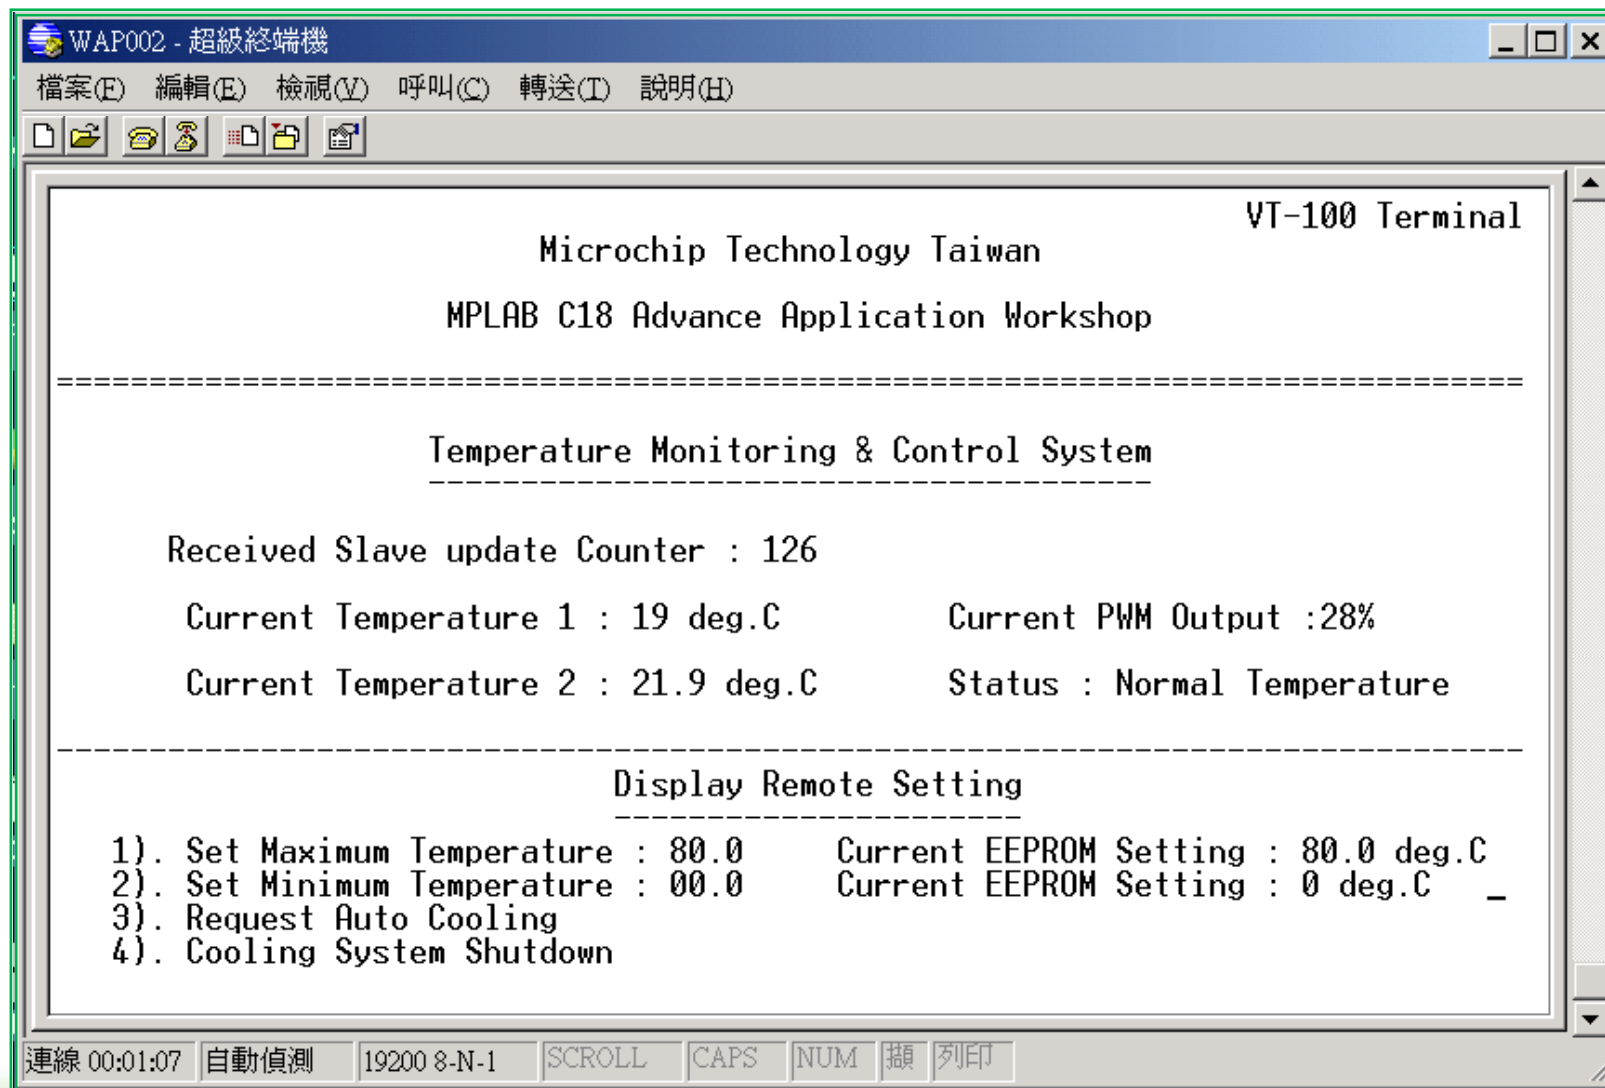 WAP002 - 超級終端機
檔案(F) 編輯(E) 檢視(V) 呼叫(C) 轉送(T) 說明(H)
VT-100 Terminal
Microchip Technology Taiwan
MPLAB C18 Advance Application Workshop
===============================================================================
Temperature Monitoring & Control System
---------------------------------------
Received Slave update Counter : 126
Current Temperature 1 : 19 deg.C Current PWM Output :28%
Current Temperature 2 : 21.9 deg.C Status : Normal Temperature
-------------------------------------------------------------------------------
Display Remote Setting
----------------------
1). Set Maximum Temperature : 80.0 Current EEPROM Setting : 80.0 deg.C
2). Set Minimum Temperature : 00.0 Current EEPROM Setting : 0 deg.C _
3). Request Auto Cooling
4). Cooling System Shutdown
連線 00:01:07 自動偵測 19200 8-N-1 SCROLL CAPS NUM 擷 列印